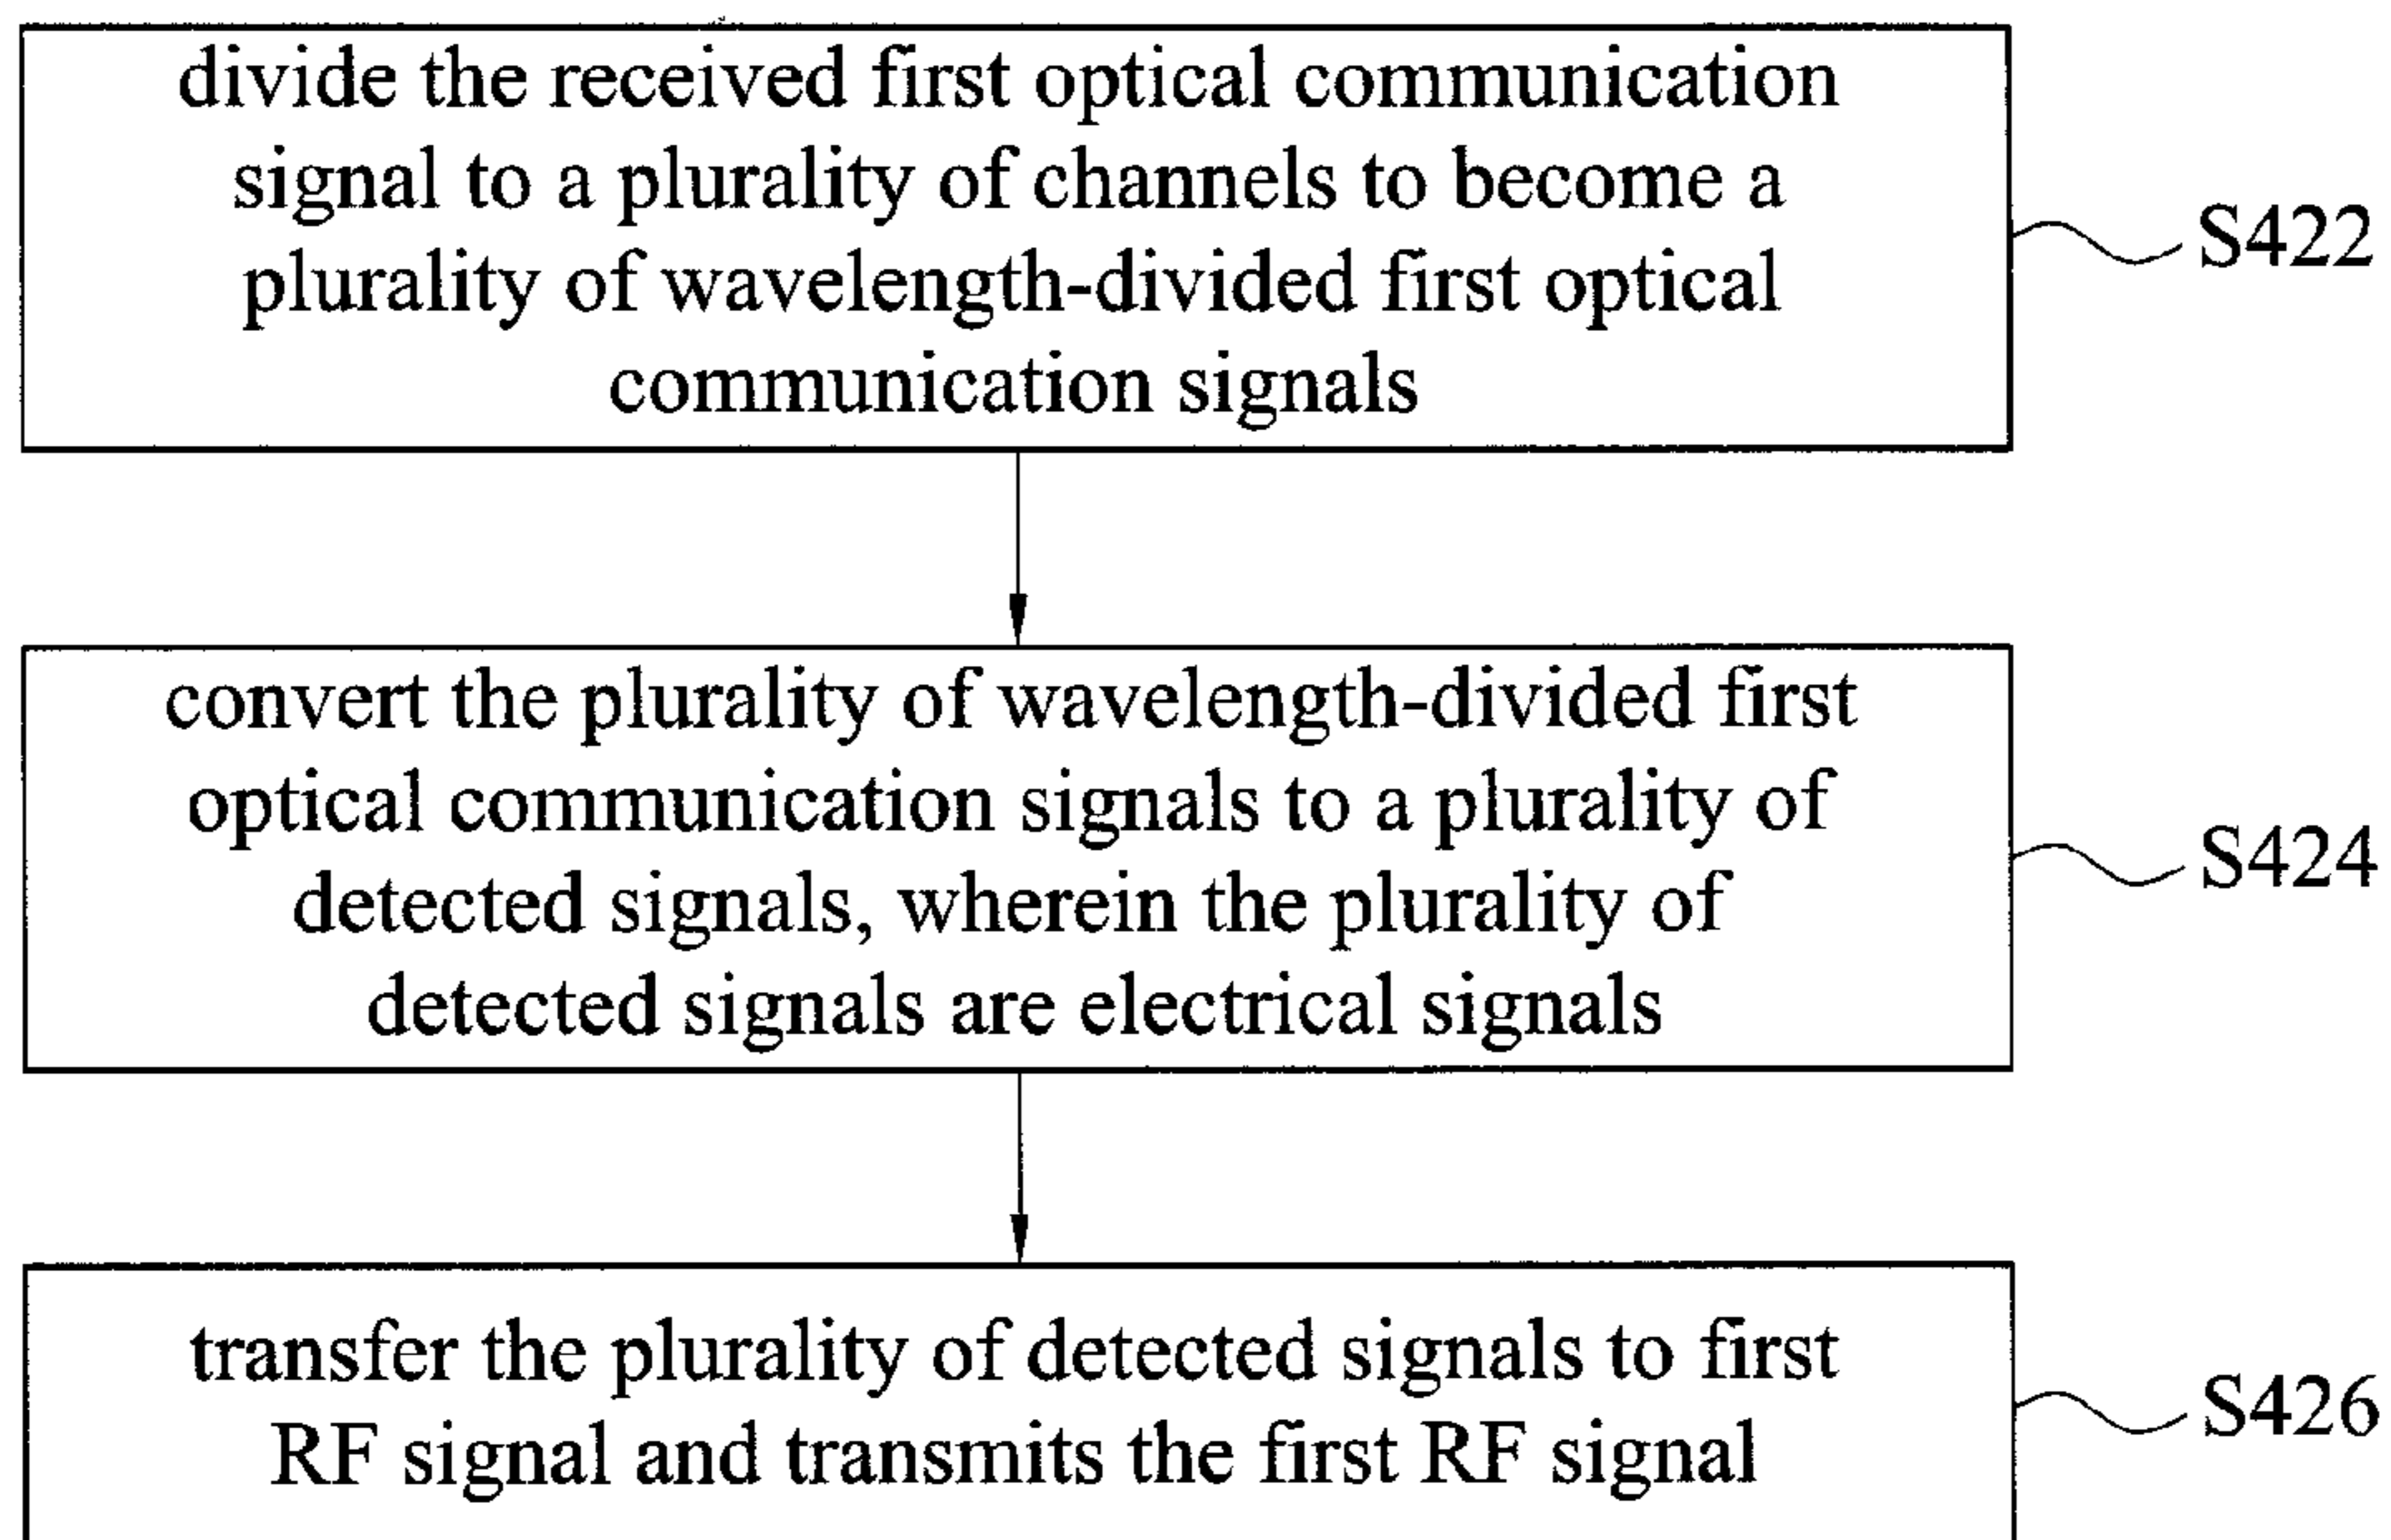 divide the received first optical communication
signal to a plurality of channels to become a
plurality of wavelength-divided first optical
communication signals
S422
convert the plurality of wavelength-divided first
optical communication signals to a plurality of
detected signals, wherein the plurality of
detected signals are electrical signals
S424
transfer the plurality of detected signals to first
RF signal and transmits the first RF signal
S426